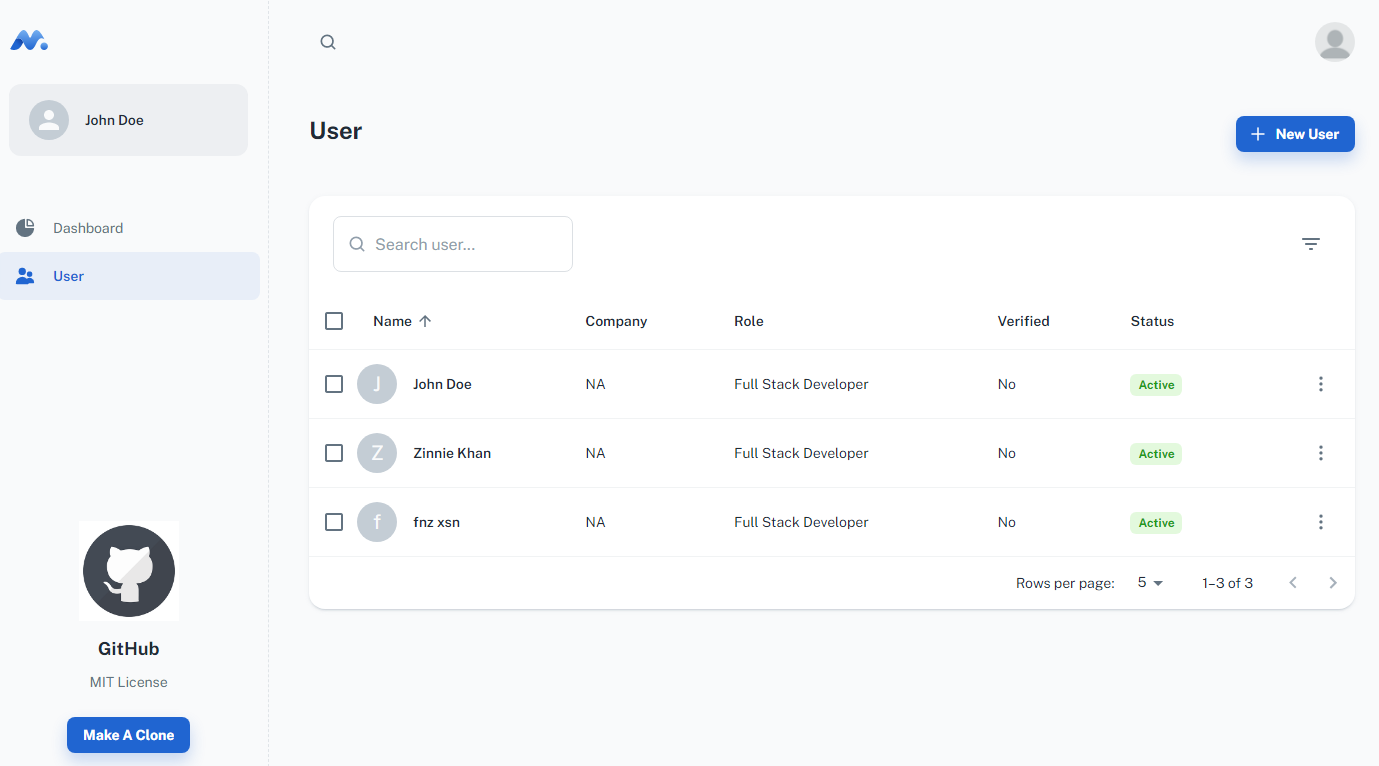 John Doe
Dashboard
User
GitHub
MIT License
Make A Clone
User
New User
Search user...
Name Company Role Verified Status
J John Doe NA Full Stack Developer No Active
Z Zinnie Khan NA Full Stack Developer No Active
f fnz xsn NA Full Stack Developer No Active
Rows per page: 5 1–3 of 3